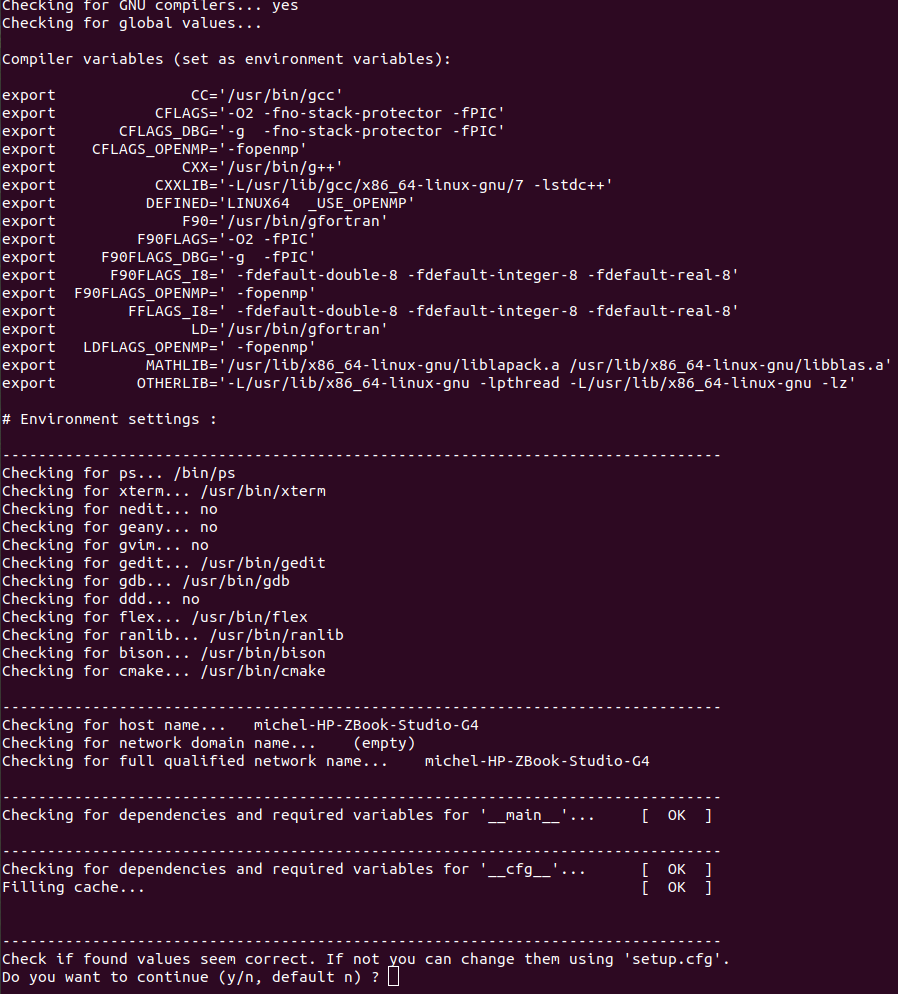 Checking for GNU compilers... yes
Checking for global values...
Compiler variables (set as environment variables):
export               CC='/usr/bin/gcc'
export           CFLAGS='-O2 -fno-stack-protector -fPIC'
export       CFLAGS_DBG='-g  -fno-stack-protector -fPIC'
export    CFLAGS_OPENMP='-fopenmp'
export              CXX='/usr/bin/g++'
export           CXXLIB='-L/usr/lib/gcc/x86_64-linux-gnu/7 -lstdc++'
export          DEFINED='LINUX64  _USE_OPENMP'
export              F90='/usr/bin/gfortran'
export         F90FLAGS='-O2 -fPIC'
export     F90FLAGS_DBG='-g  -fPIC'
export      F90FLAGS_I8=' -fdefault-double-8 -fdefault-integer-8 -fdefault-real-8'
export  F90FLAGS_OPENMP=' -fopenmp'
export        FFLAGS_I8=' -fdefault-double-8 -fdefault-integer-8 -fdefault-real-8'
export               LD='/usr/bin/gfortran'
export   LDFLAGS_OPENMP=' -fopenmp'
export          MATHLIB='/usr/lib/x86_64-linux-gnu/liblapack.a /usr/lib/x86_64-linux-gnu/libblas.a'
export         OTHERLIB='-L/usr/lib/x86_64-linux-gnu -lpthread -L/usr/lib/x86_64-linux-gnu -lz'
# Environment settings :
--------------------------------------------------------------------------------
Checking for ps... /bin/ps
Checking for xterm... /usr/bin/xterm
Checking for nedit... no
Checking for geany... no
Checking for gvim... no
Checking for gedit... /usr/bin/gedit
Checking for gdb... /usr/bin/gdb
Checking for ddd... no
Checking for flex... /usr/bin/flex
Checking for ranlib... /usr/bin/ranlib
Checking for bison... /usr/bin/bison
Checking for cmake... /usr/bin/cmake
--------------------------------------------------------------------------------
Checking for host name...   michel-HP-ZBook-Studio-G4
Checking for network domain name...    (empty)
Checking for full qualified network name...    michel-HP-ZBook-Studio-G4
--------------------------------------------------------------------------------
Checking for dependencies and required variables for '__main__'...     [  OK  ]
--------------------------------------------------------------------------------
Checking for dependencies and required variables for '__cfg__'...      [  OK  ]
Filling cache...                                                       [  OK  ]
--------------------------------------------------------------------------------
Check if found values seem correct. If not you can change them using 'setup.cfg'.
Do you want to continue (y/n, default n) ?